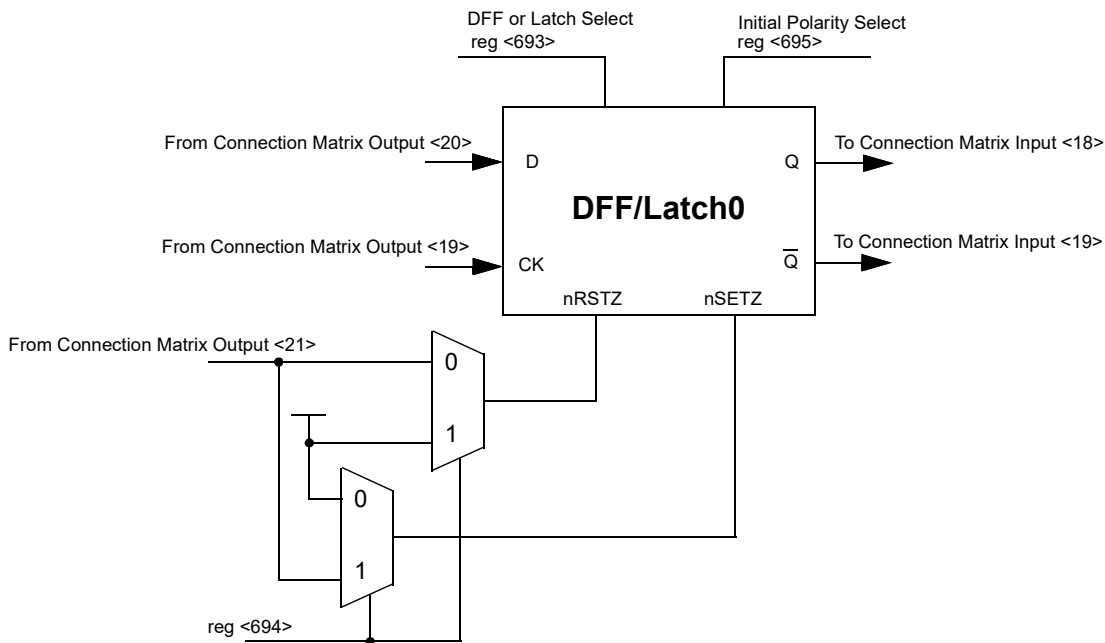 DFF or Latch Select
reg <693>
Initial Polarity Select
reg <695>
From Connection Matrix Output <20>
D
Q
To Connection Matrix Input <18>
DFF/Latch0
From Connection Matrix Output <19>
CK
Q̅
To Connection Matrix Input <19>
nRSTZ
nSETZ
From Connection Matrix Output <21>
0
1
0
1
reg <694>